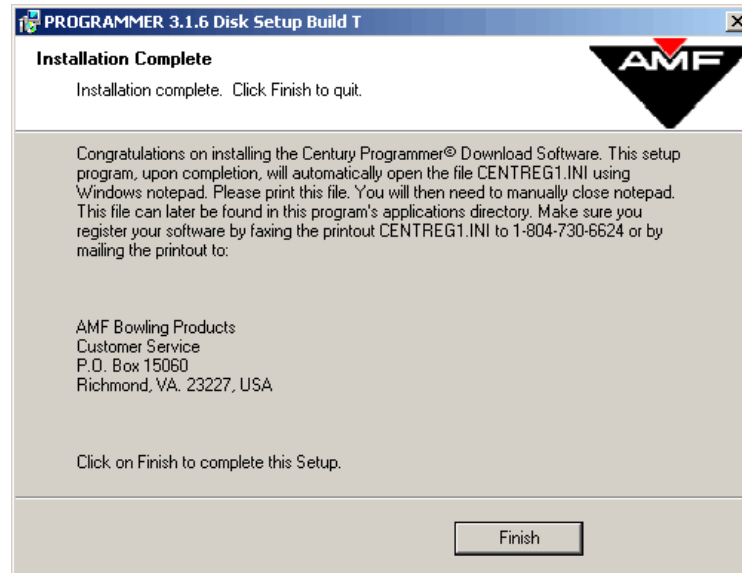 PROGRAMMER 3.1.6 Disk Setup Build T
Installation Complete
Installation complete. Click Finish to quit.
AMF
Congratulations on installing the Century Programmer© Download Software. This setup
program, upon completion, will automatically open the file CENTREG1.INI using
Windows notepad. Please print this file. You will then need to manually close notepad.
This file can later be found in this program's applications directory. Make sure you
register your software by faxing the printout CENTREG1.INI to 1-804-730-6624 or by
mailing the printout to:
AMF Bowling Products
Customer Service
P.O. Box 15060
Richmond, VA. 23227, USA
Click on Finish to complete this Setup.
Finish